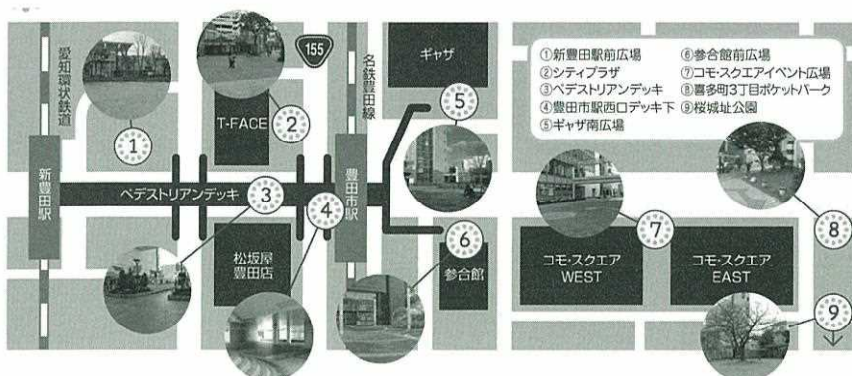 155
愛知環状鉄道
新豊田駅
①
T-FACE
②
名鉄豊田線
豊田市駅
ギャザ
⑤
ペデストリアンデッキ
③
④
松坂屋
豊田店
⑥
参合館
⑦
コモ・スクエア
WEST
コモ・スクエア
EAST
⑧
⑨
①新豊田駅前広場
②シティプラザ
③ペデストリアンデッキ
④豊田市駅西口デッキ下
⑤ギャザ南広場
⑥参合館前広場
⑦コモ・スクエアイベント広場
⑧喜多町3丁目ポケットパーク
⑨桜城址公園